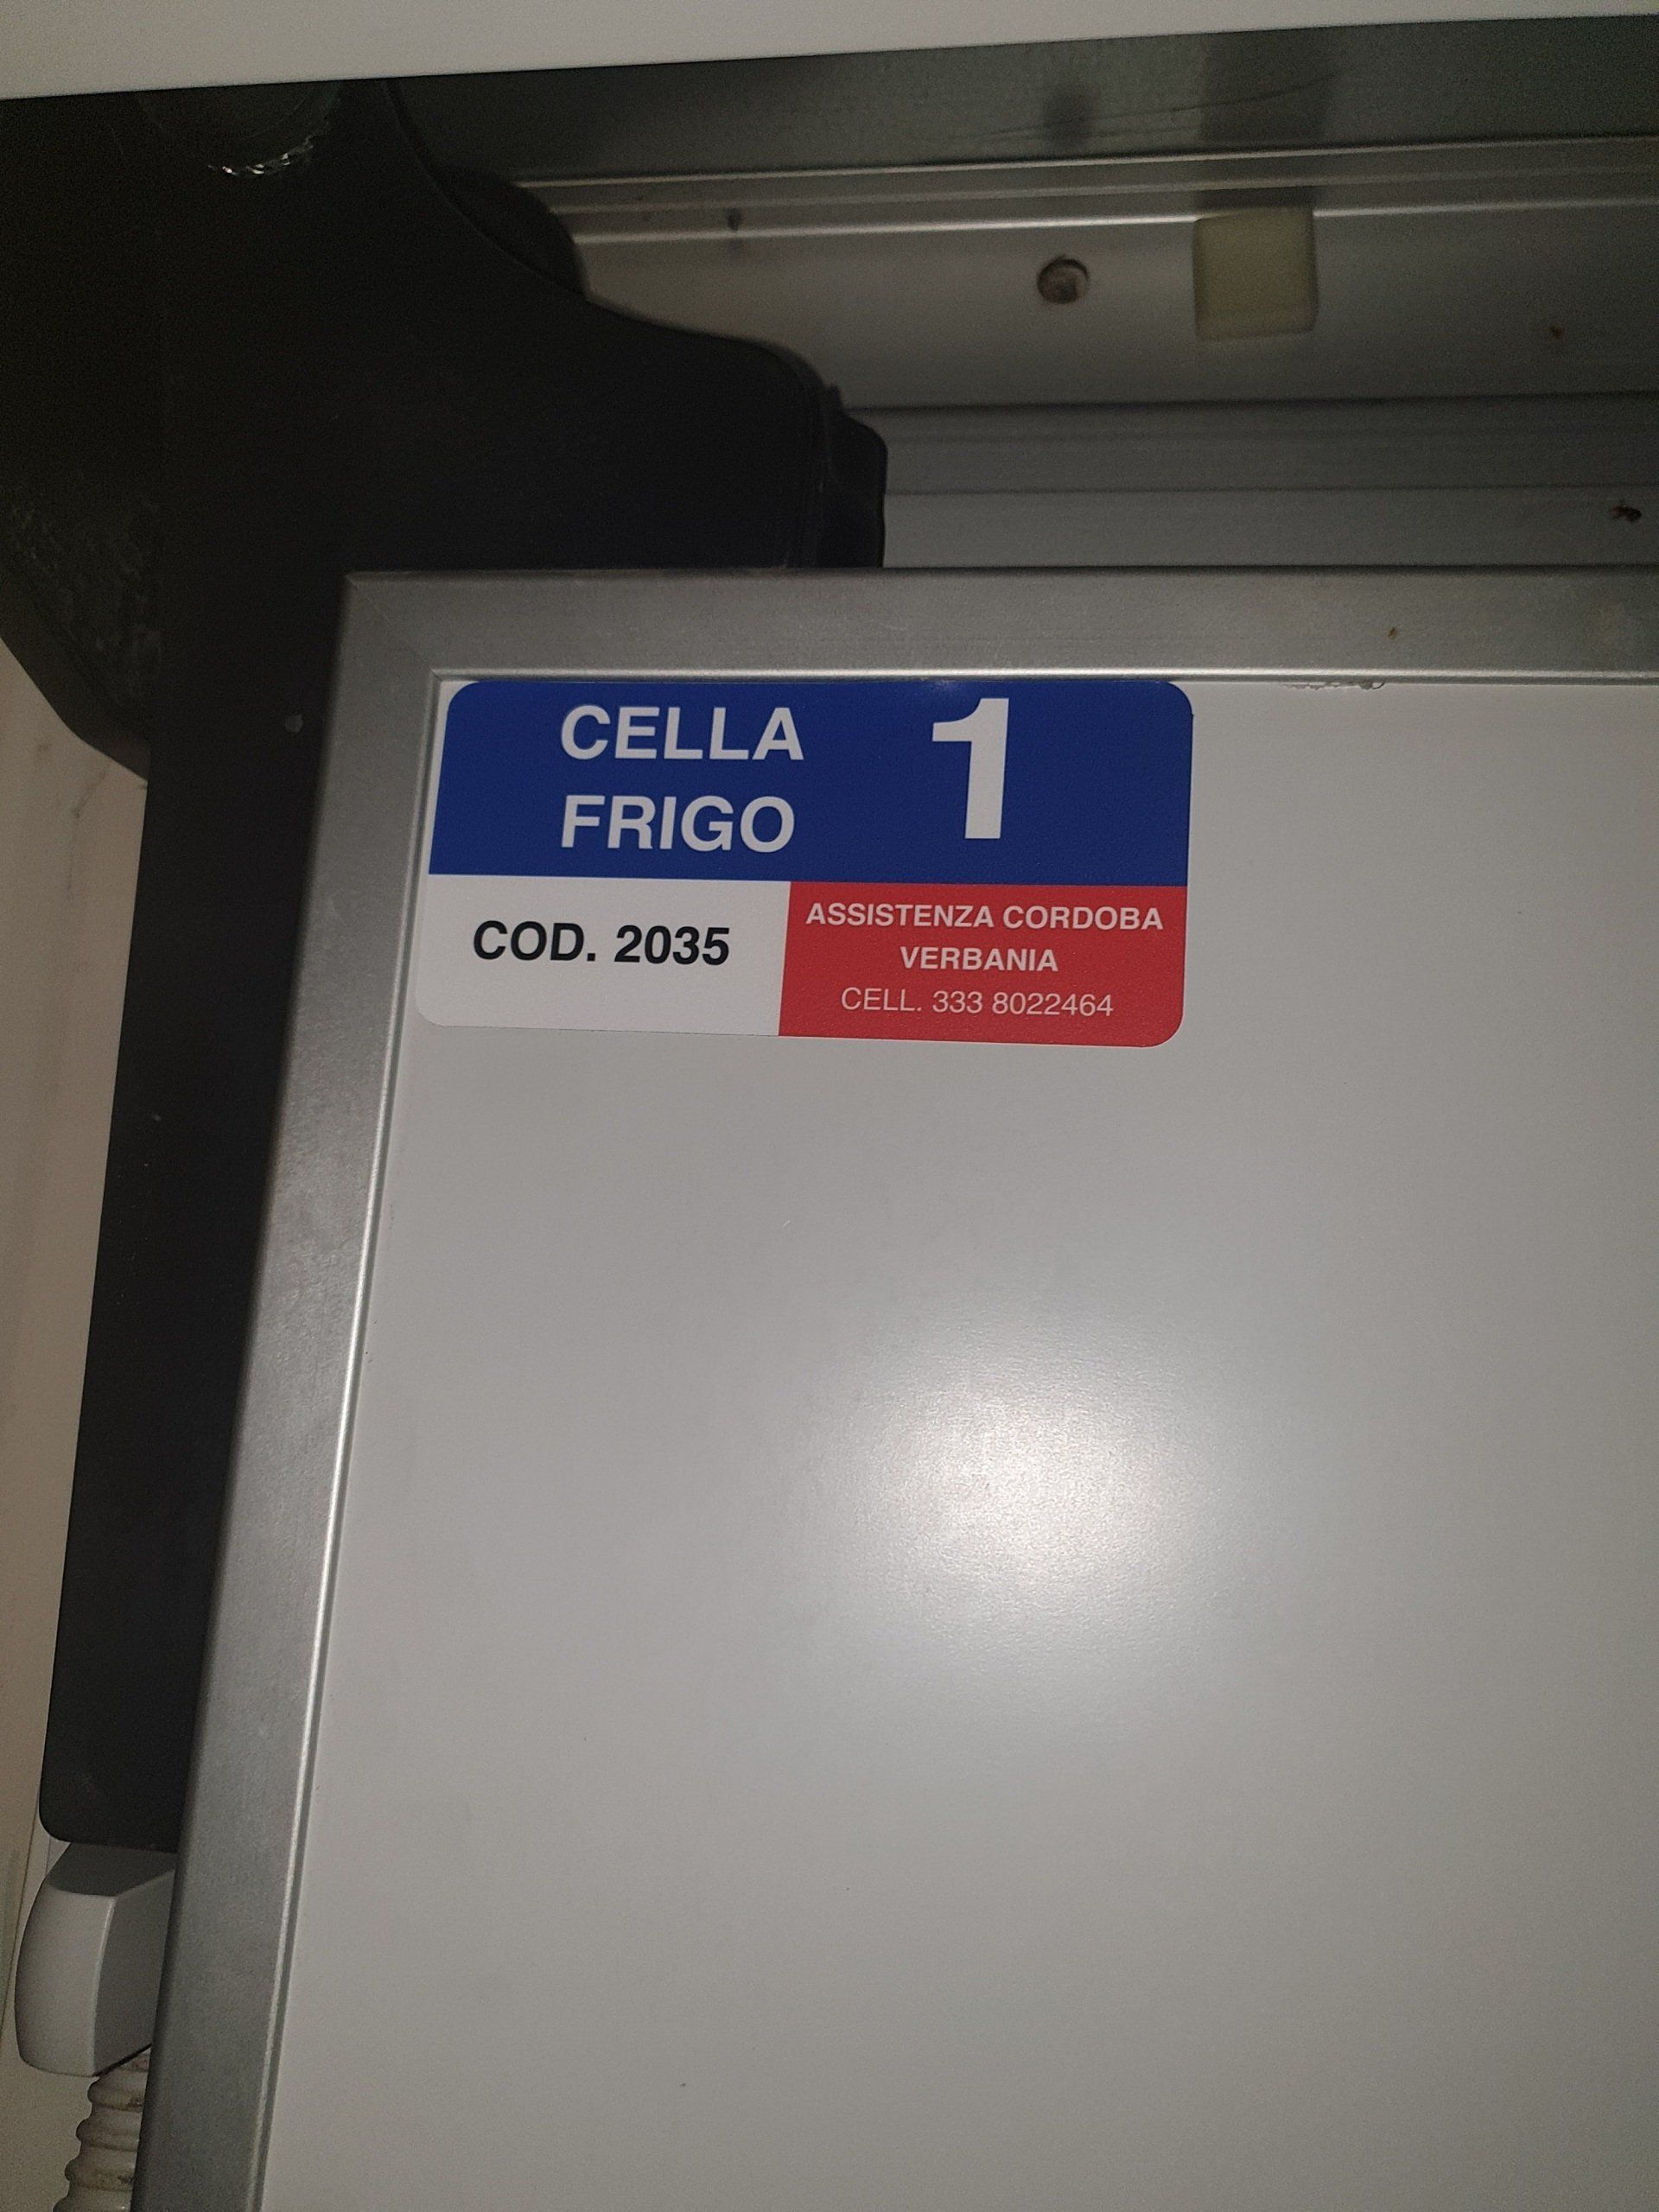 CELLA
FRIGO
1
COD. 2035
ASSISTENZA CORDOBA
VERBANIA
CELL. 333 8022464